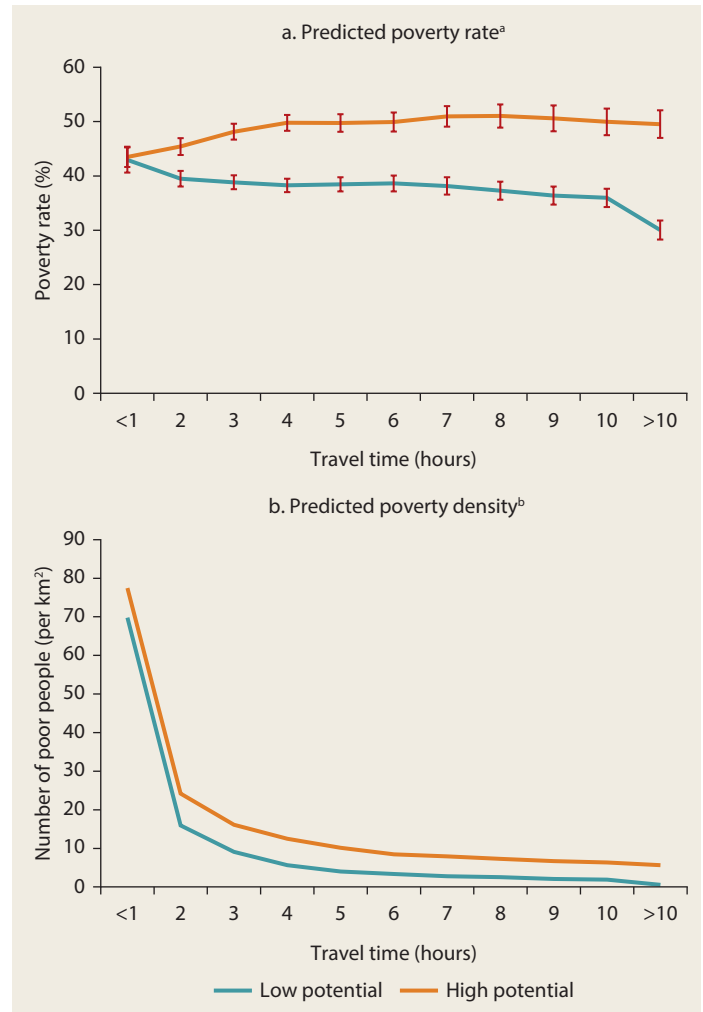 a. Predicted poverty rateᵃ
60
50
40
30
20
10
0
Poverty rate (%)
<1 2 3 4 5 6 7 8 9 10 >10
Travel time (hours)
b. Predicted poverty densityᵇ
90
80
70
60
50
40
30
20
10
0
Number of poor people (per km²)
<1 2 3 4 5 6 7 8 9 10 >10
Travel time (hours)
Low potential High potential